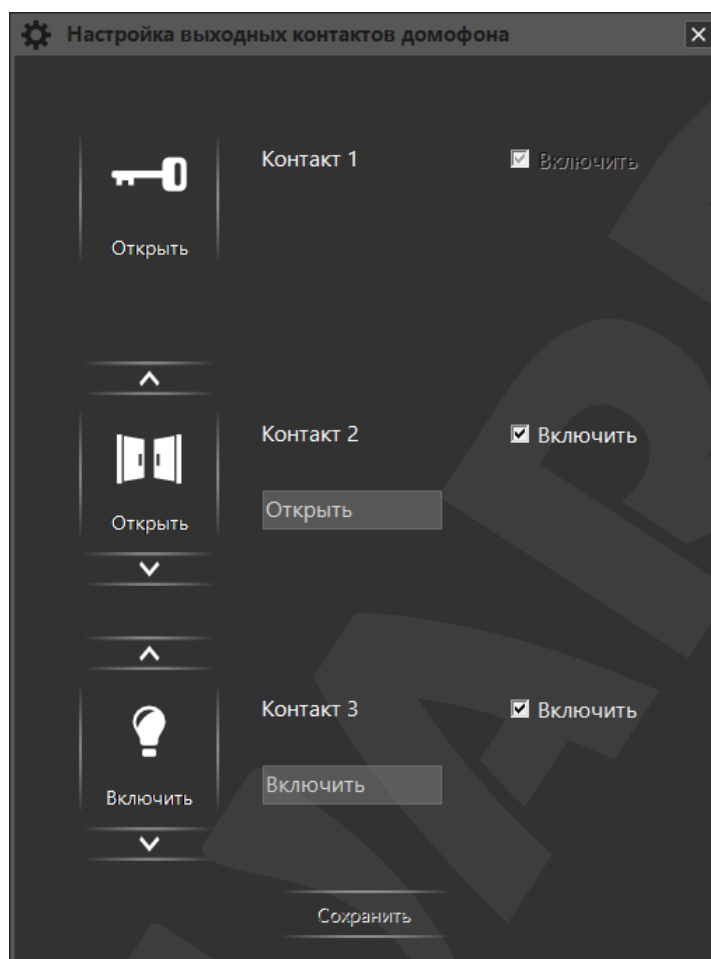 Настройка выходных контактов домофона
Контакт 1
Включить
Открыть
Контакт 2
Включить
Открыть
Открыть
Контакт 3
Включить
Включить
Включить
Сохранить